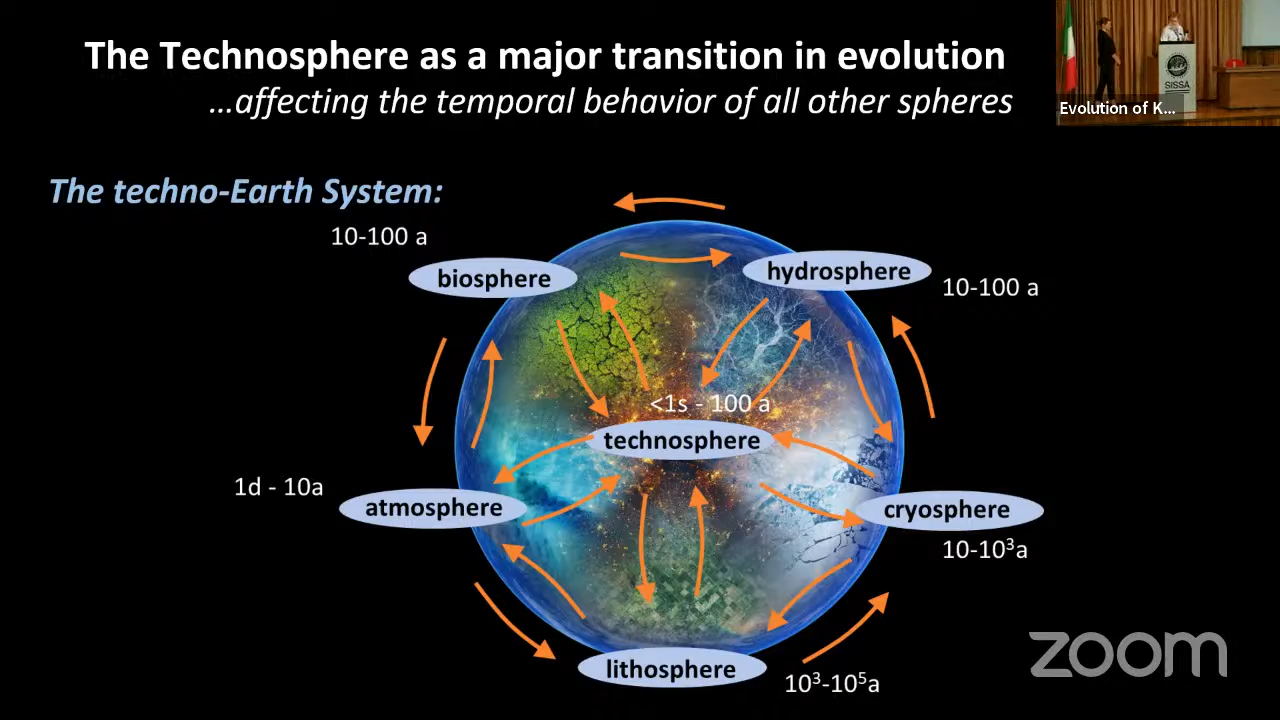 The Technosphere as a major transition in evolution
...affecting the temporal behavior of all other spheres
SISSA
Evolution of K...
The techno-Earth System:
10-100 a
biosphere
hydrosphere
10-100 a
<1s - 100 a
technosphere
1d - 10a
atmosphere
cryosphere
10-10³a
lithosphere
10³-10⁵a
zoom